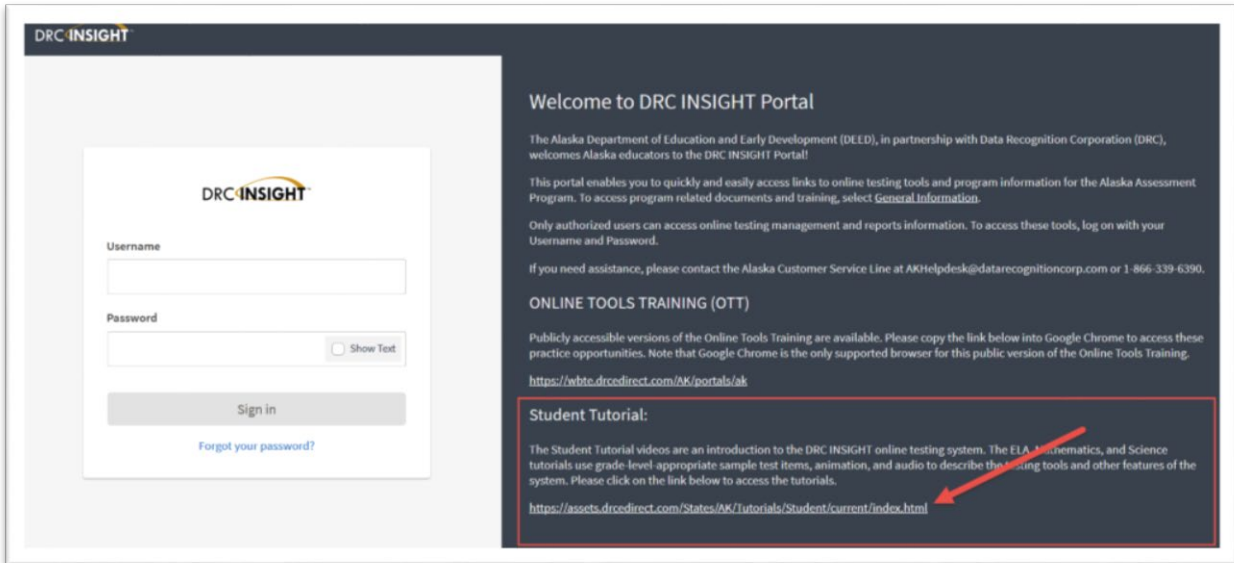 DRC INSIGHT
DRC INSIGHT
Username
Password
Show Text
Sign in
Forgot your password?
Welcome to DRC INSIGHT Portal
The Alaska Department of Education and Early Development (DEED), in partnership with Data Recognition Corporation (DRC),
welcomes Alaska educators to the DRC INSIGHT Portal!
This portal enables you to quickly and easily access links to online testing tools and program information for the Alaska Assessment
Program. To access program related documents and training, select General Information.
Only authorized users can access online testing management and reports information. To access these tools, log on with your
Username and Password.
If you need assistance, please contact the Alaska Customer Service Line at AKHelpdesk@datarecognitioncorp.com or 1-866-339-6390.
ONLINE TOOLS TRAINING (OTT)
Publicly accessible versions of the Online Tools Training are available. Please copy the link below into Google Chrome to access these
practice opportunities. Note that Google Chrome is the only supported browser for this public version of the Online Tools Training.
https://wbte.drcedirect.com/AK/portals/ak
Student Tutorial:
The Student Tutorial videos are an introduction to the DRC INSIGHT online testing system. The ELA, Mathematics, and Science
tutorials use grade-level-appropriate sample test items, animation, and audio to describe the testing tools and other features of the
system. Please click on the link below to access the tutorials.
https://assets.drcedirect.com/States/AK/Tutorials/Student/current/index.html